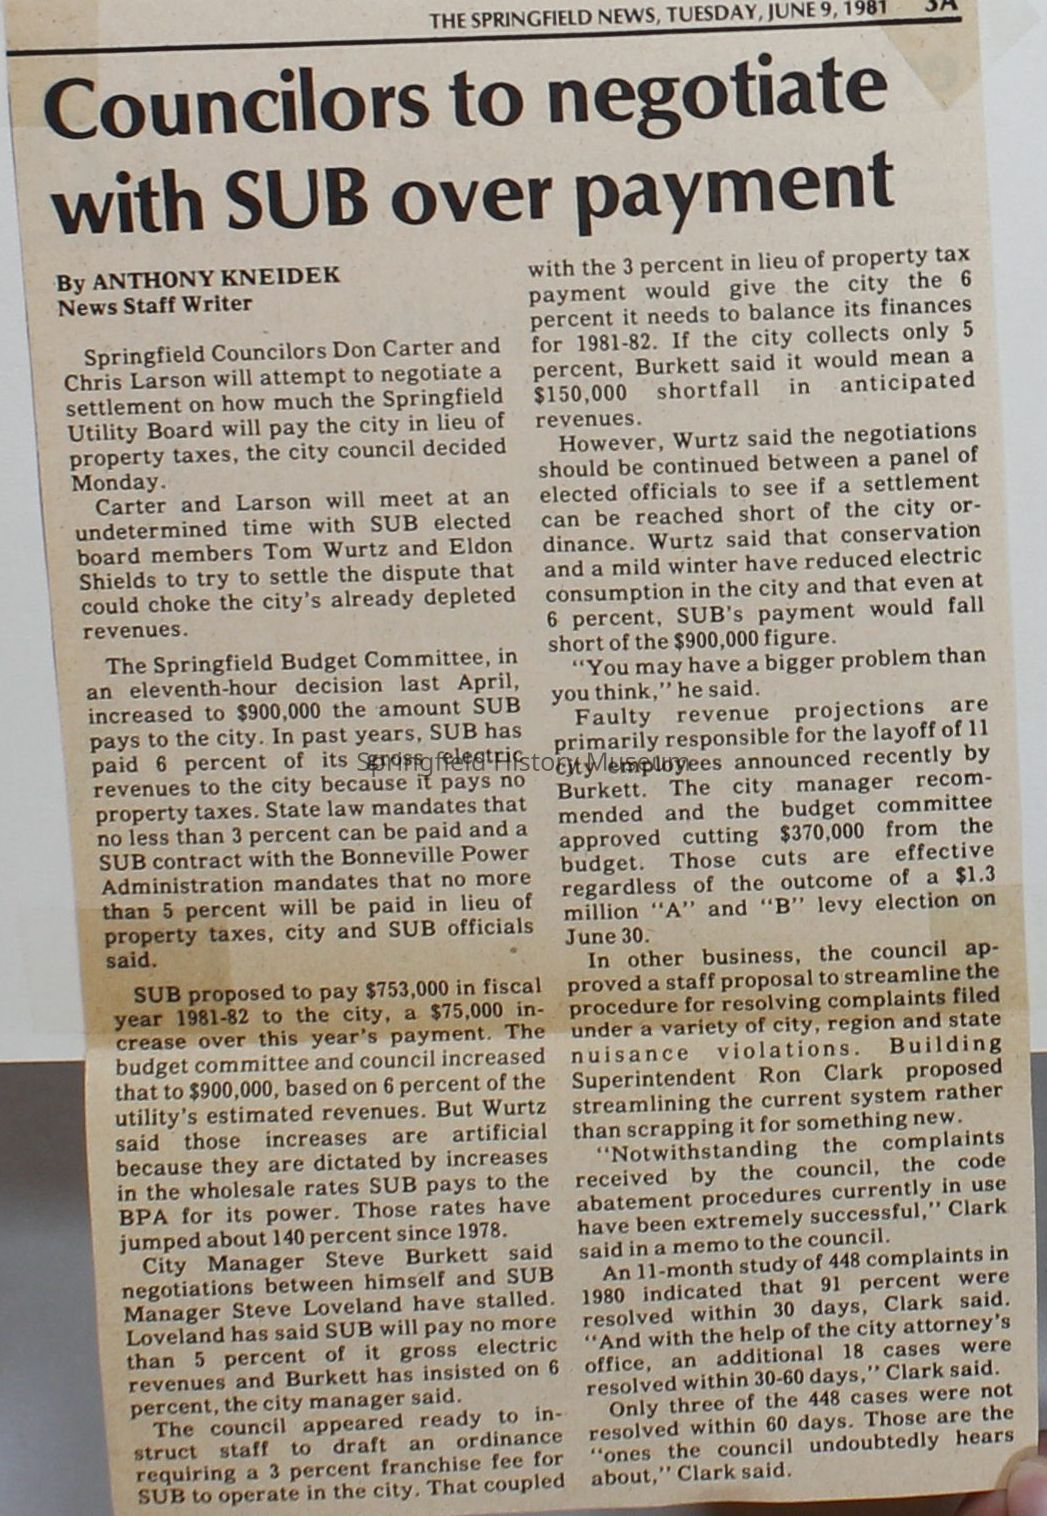 THE SPRINGFIELD NEWS, TUESDAY, JUNE 9, 1981 3A
Councilors to negotiate
with SUB over payment
By ANTHONY KNEIDEK
News Staff Writer
Springfield Councilors Don Carter and
Chris Larson will attempt to negotiate a
settlement on how much the Springfield
Utility Board will pay the city in lieu of
property taxes, the city council decided
Monday.
Carter and Larson will meet at an
undetermined time with SUB elected
board members Tom Wurtz and Eldon
Shields to try to settle the dispute that
could choke the city's already depleted
revenues.
The Springfield Budget Committee, in
an eleventh-hour decision last April,
increased to $900,000 the amount SUB
pays to the city. In past years, SUB has
paid 6 percent of its gross electric
revenues to the city because it pays no
property taxes. State law mandates that
no less than 3 percent can be paid and a
SUB contract with the Bonneville Power
Administration mandates that no more
than 5 percent will be paid in lieu of
property taxes, city and SUB officials
said.
SUB proposed to pay $753,000 in fiscal
year 1981-82 to the city, a $75,000 in-
crease over this year's payment. The
budget committee and council increased
that to $900,000, based on 6 percent of the
utility's estimated revenues. But Wurtz
said those increases are artificial
because they are dictated by increases
in the wholesale rates SUB pays to the
BPA for its power. Those rates have
jumped about 140 percent since 1978.
City Manager Steve Burkett said
negotiations between himself and SUB
Manager Steve Loveland have stalled.
Loveland has said SUB will pay no more
than 5 percent of it gross electric
revenues and Burkett has insisted on 6
percent, the city manager said.
The council appeared ready to in-
struct staff to draft an ordinance
requiring a 3 percent franchise fee for
SUB to operate in the city. That coupled
with the 3 percent in lieu of property tax
payment would give the city the 6
percent it needs to balance its finances
for 1981-82. If the city collects only 5
percent, Burkett said it would mean a
$150,000 shortfall in anticipated
revenues.
However, Wurtz said the negotiations
should be continued between a panel of
elected officials to see if a settlement
can be reached short of the city or-
dinance. Wurtz said that conservation
and a mild winter have reduced electric
consumption in the city and that even at
6 percent, SUB's payment would fall
short of the $900,000 figure.
"You may have a bigger problem than
you think," he said.
Faulty revenue projections are
primarily responsible for the layoff of 11
city employees announced recently by
Burkett. The city manager recom-
mended and the budget committee
approved cutting $370,000 from the
budget. Those cuts are effective
regardless of the outcome of a $1.3
million "A" and "B" levy election on
June 30.
In other business, the council ap-
proved a staff proposal to streamline the
procedure for resolving complaints filed
under a variety of city, region and state
nuisance violations. Building
Superintendent Ron Clark proposed
streamlining the current system rather
than scrapping it for something new.
"Notwithstanding the complaints
received by the council, the code
abatement procedures currently in use
have been extremely successful," Clark
said in a memo to the council.
An 11-month study of 448 complaints in
1980 indicated that 91 percent were
resolved within 30 days, Clark said.
"And with the help of the city attorney's
office, an additional 18 cases were
resolved within 30-60 days," Clark said.
Only three of the 448 cases were not
resolved within 60 days. Those are the
"ones the council undoubtedly hears
about," Clark said.
Springfield History Museum